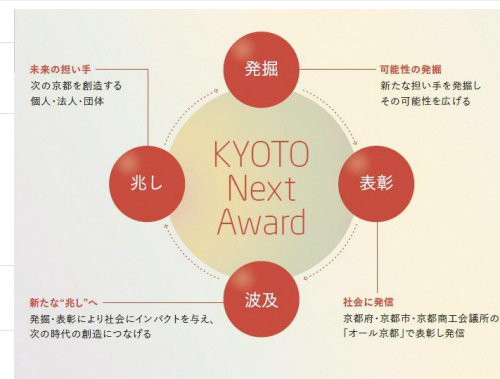 未来の担い手
次の京都を創造する
個人・法人・団体
発掘
可能性の発掘
新たな担い手を発掘し
その可能性を広げる
兆し
KYOTO
Next
Award
表彰
新たな“兆し”へ
発掘・表彰により社会にインパクトを与え、
次の時代の創造につなげる
波及
社会に発信
京都府・京都市・京都商工会議所の
「オール京都」で表彰し発信